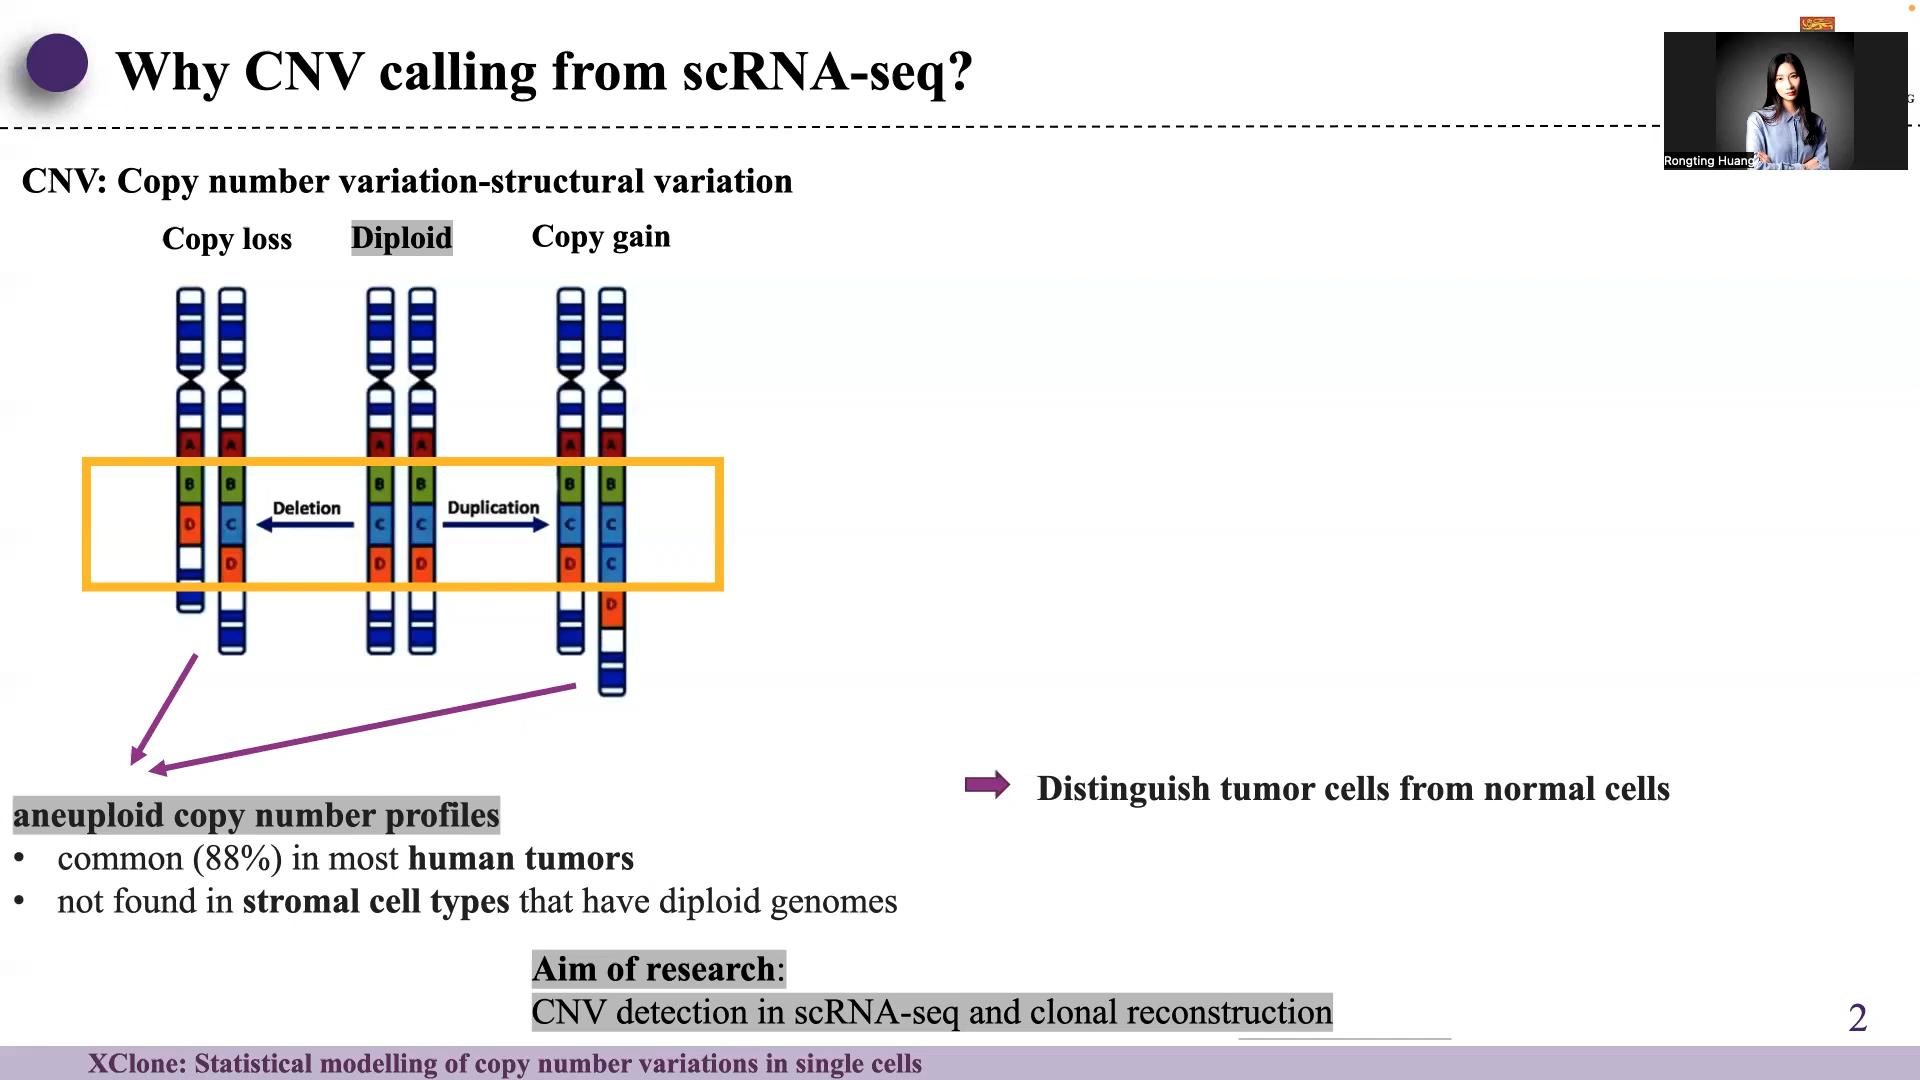 Why CNV calling from scRNA-seq?
G
Rongting Huang
CNV: Copy number variation-structural variation
Copy loss Diploid Copy gain
A A A A A A
B B B B B B
Deletion Duplication
D C C C C C
D D D D C
D
aneuploid copy number profiles
• common (88%) in most human tumors
• not found in stromal cell types that have diploid genomes
Distinguish tumor cells from normal cells
Aim of research:
CNV detection in scRNA-seq and clonal reconstruction
2
XClone: Statistical modelling of copy number variations in single cells